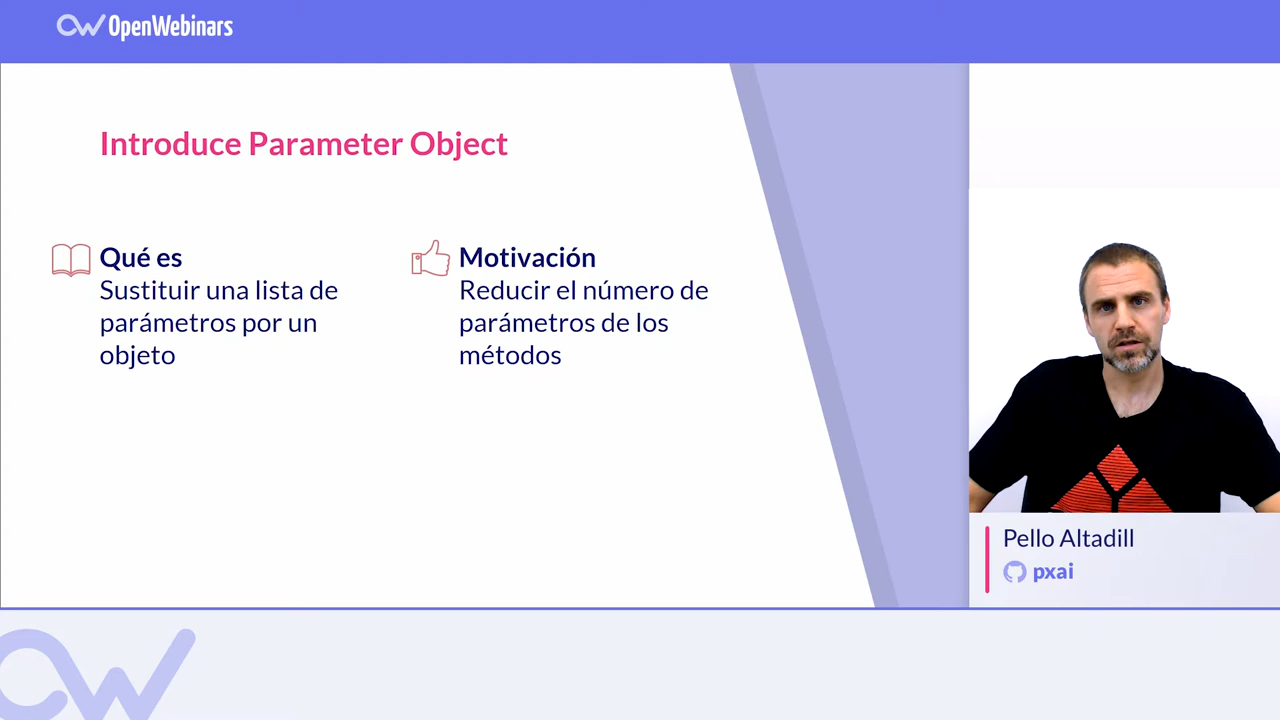 OpenWebinars
Introduce Parameter Object
Qué es
Sustituir una lista de
parámetros por un
objeto
Motivación
Reducir el número de
parámetros de los
métodos
Pello Altadill
pxai